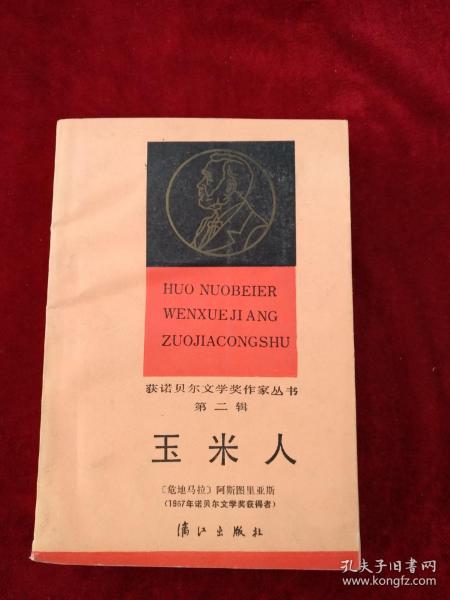 HUO NUOBEIER
WENXUEJIANG
ZUOJIACONGSHU
获诺贝尔文学奖作家丛书
第二辑
玉米人
〔危地马拉〕阿斯图里亚斯
(1967年诺贝尔文学奖获得者)
漓江出版社
孔夫子旧书网
www.kongfz.com